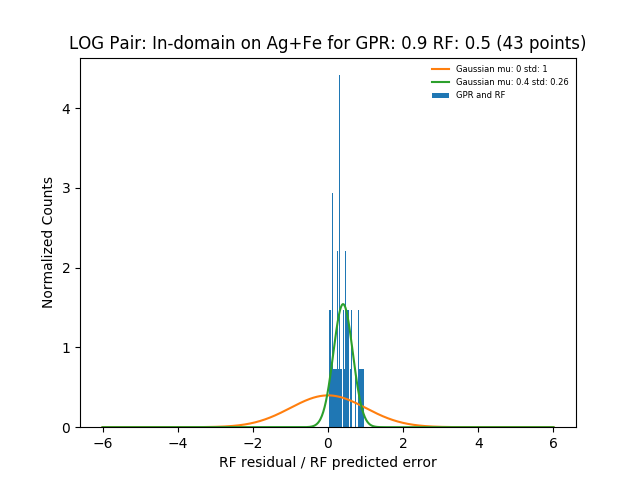 LOG Pair: In-domain on Ag+Fe for GPR: 0.9 RF: 0.5 (43 points)
Gaussian mu: 0 std: 1
Gaussian mu: 0.4 std: 0.26
GPR and RF
Normalized Counts
4
3
2
1
0
−6 −4 −2 0 2 4 6
RF residual / RF predicted error